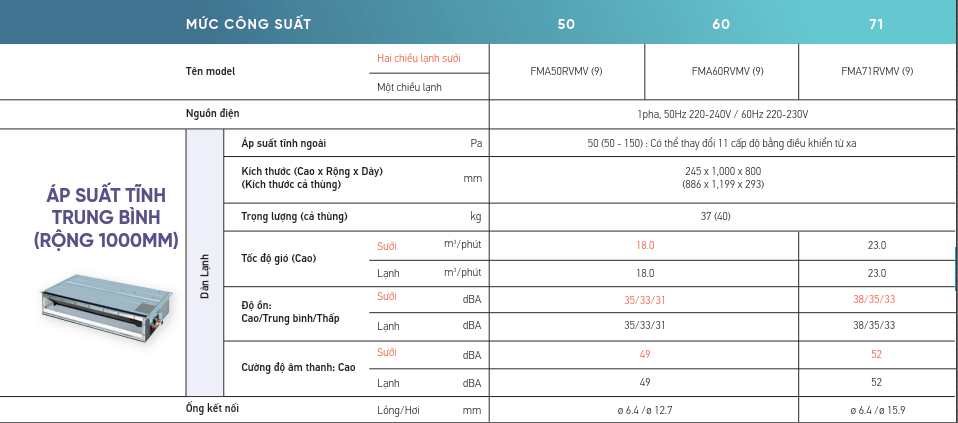 MỨC CÔNG SUẤT 50 60 71
Tên model Hai chiều lạnh sưởi FMA50RVMV (9) FMA60RVMV (9) FMA71RVMV (9)
Một chiều lạnh
Nguồn điện 1pha, 50Hz 220-240V / 60Hz 220-230V
ÁP SUẤT TĨNH
TRUNG BÌNH
(RỘNG 1000MM)
Dàn Lạnh
Áp suất tĩnh ngoài Pa 50 (50 - 150) : Có thể thay đổi 11 cấp độ bằng điều khiển từ xa
Kích thước (Cao x Rộng x Dày) mm 245 x 1,000 x 800
(Kích thước cả thùng) (886 x 1,199 x 293)
Trọng lượng (cả thùng) kg 37 (40)
Tốc độ gió (Cao) Sưởi m³/phút 18.0 23.0
Lạnh m³/phút 18.0 23.0
Độ ồn:
Cao/Trung bình/Thấp
Sưởi dBA 35/33/31 38/35/33
Lạnh dBA 35/33/31 38/35/33
Cường độ âm thanh: Cao Sưởi dBA 49 52
Lạnh dBA 49 52
Ống kết nối Lỏng/Hơi mm ø 6.4 /ø 12.7 ø 6.4 /ø 15.9